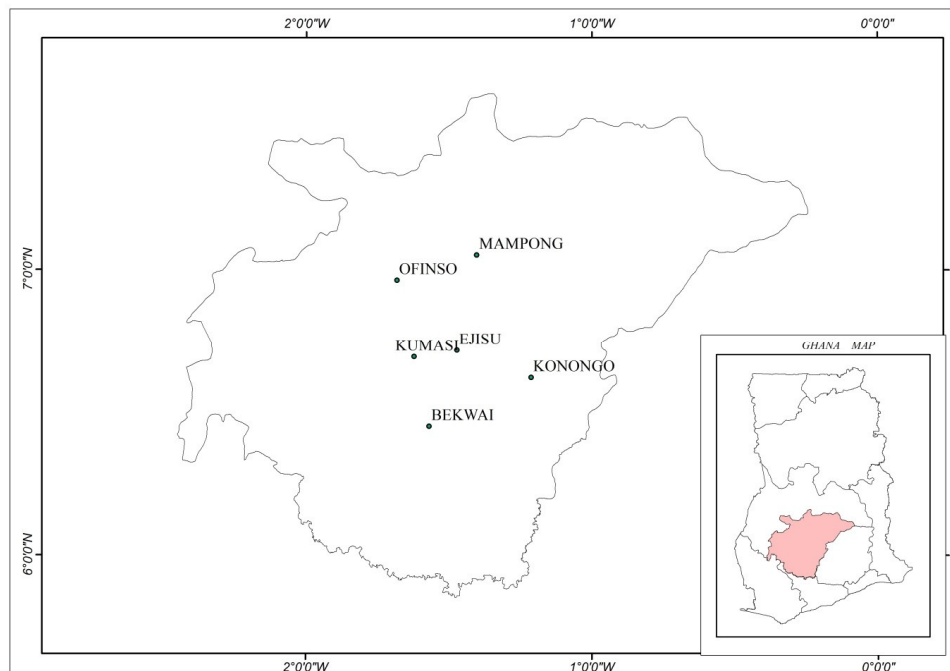 2°0'0"W
1°0'0"W
0°0'0"
7°0'0"N
MAMPONG
OFINSO
EJISU
KUMASI
KONONGO
GHANA MAP
BEKWAI
6°0'0"N
2°0'0"W
1°0'0"W
0°0'0"